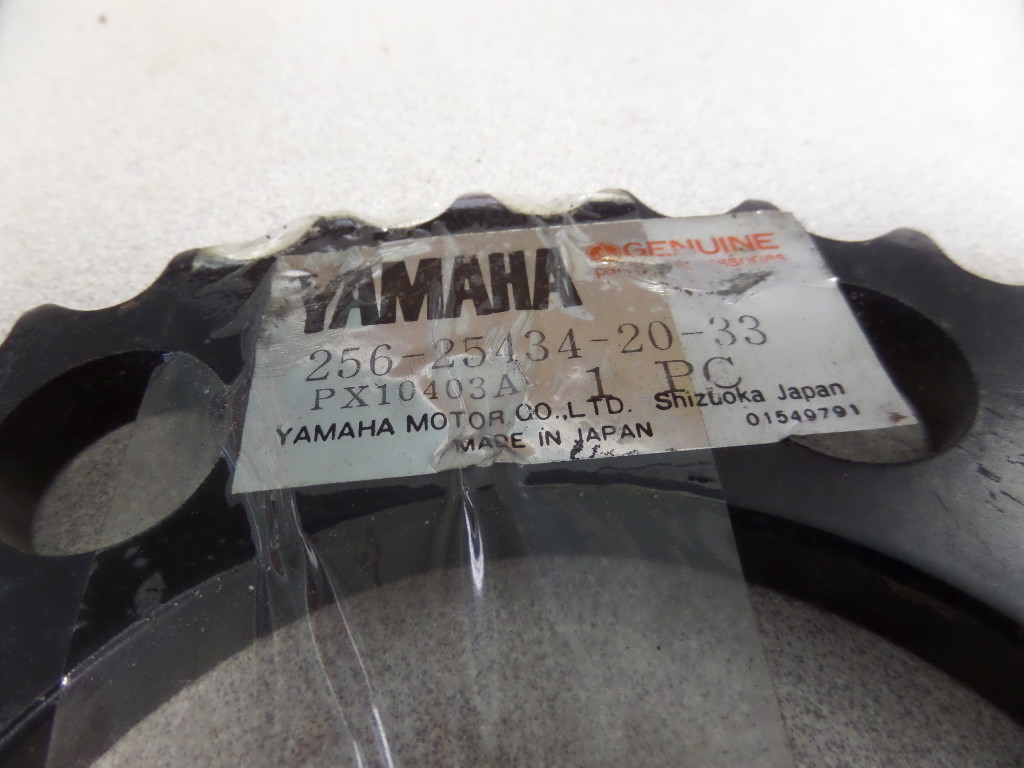 YAMAHA
GENUINE
256-25434-20-33
PX10403A 1 PC
YAMAHA MOTOR CO.,LTD. Shizuoka Japan
MADE IN JAPAN 01549791